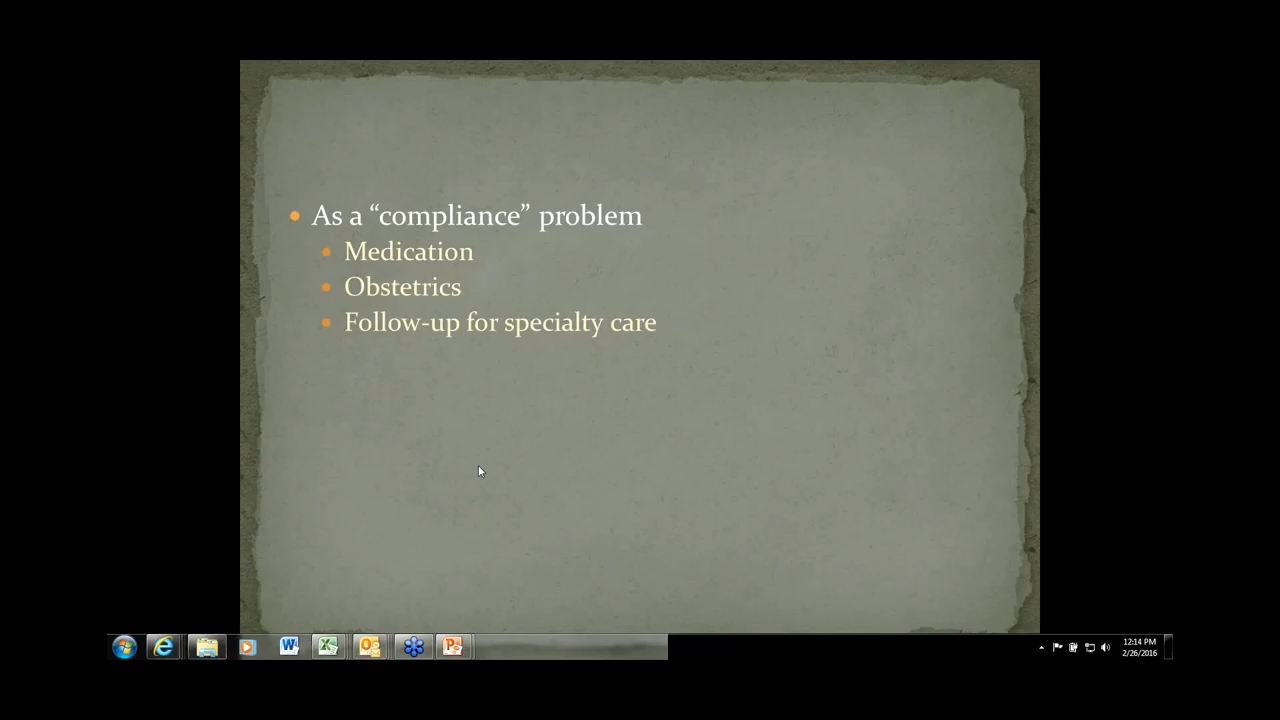 As a “compliance” problem
Medication
Obstetrics
Follow-up for specialty care
12:14 PM
2/26/2016